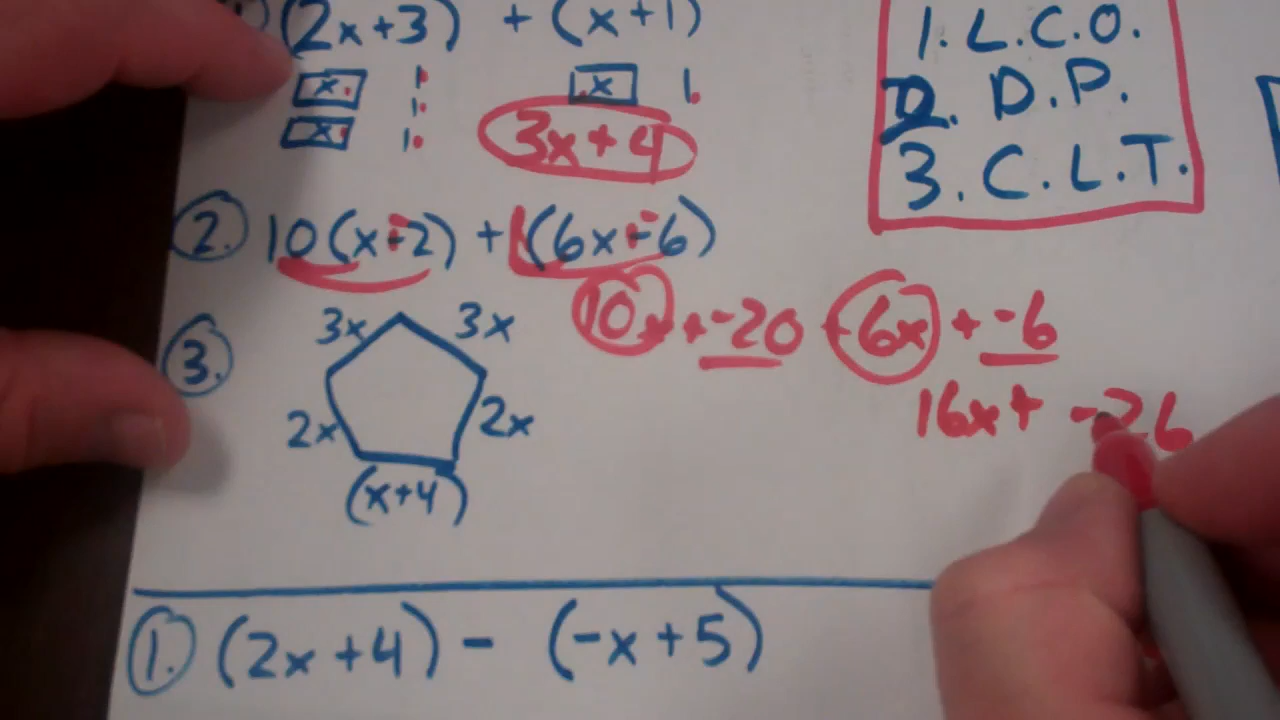 (2x+3) + (x+1)
x 1 x 1
1
x 1 3x+4
1. L.C.O.
2. D.P.
3. C.L.T.
2. 10(x-2) + 1(6x-6)
10x + -20 +6x + -6
16x + -26
3. 3x 3x
2x 2x
(x+4)
1. (2x+4) - (-x+5)